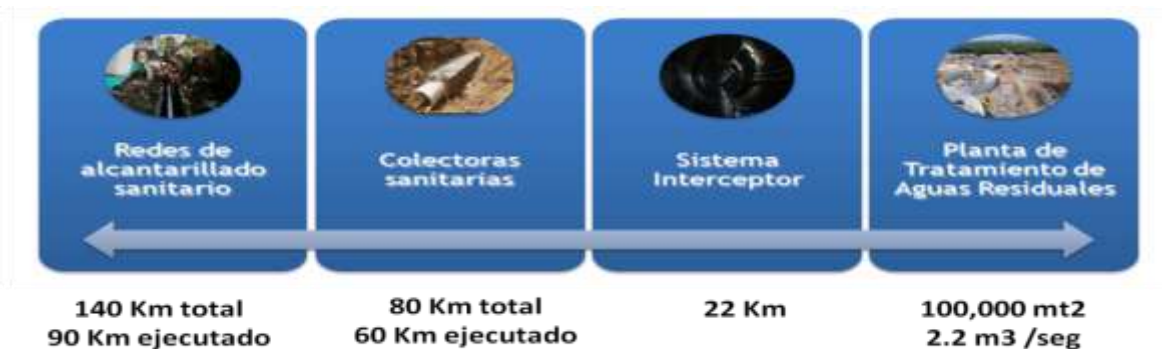 Redes de
alcantarillado
sanitario
Colectoras
sanitarías
Sistema
Interceptor
Planta de
Tratamiento de
Aguas Residuales
140 Km total
90 Km ejecutado
80 Km total
60 Km ejecutado
22 Km
100,000 mt2
2.2 m3 /seg